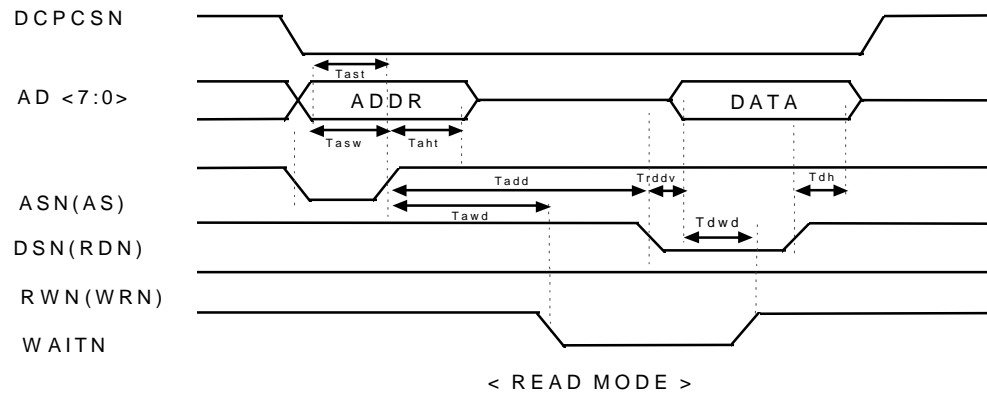 DCPCSN
Tast
AD <7:0>
ADDR
DATA
Tasw
Taht
Tadd
Trddv
Tdh
ASN(AS)
Tawd
Tdwd
DSN(RDN)
RWN(WRN)
WAITN
< READ MODE >